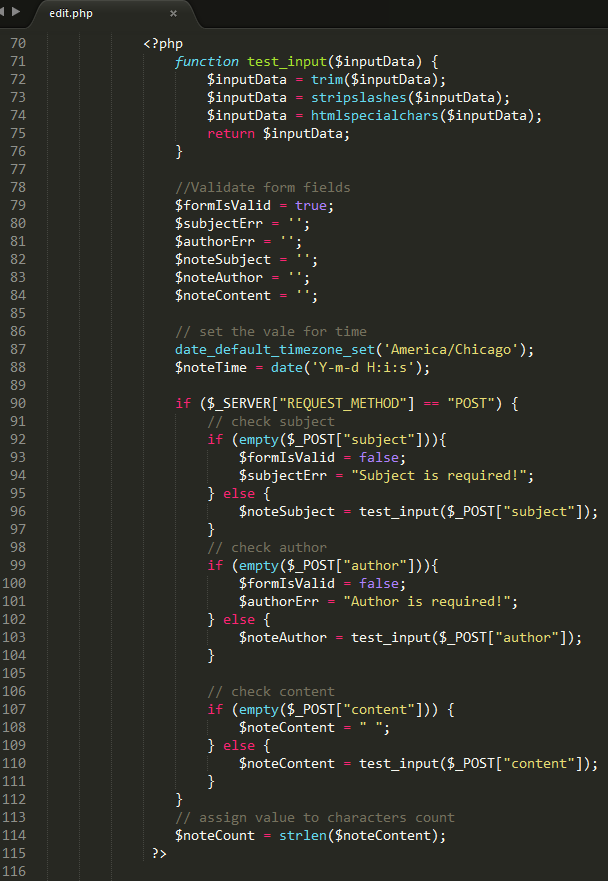 edit.php ×
70 <?php
71 function test_input($inputData) {
72 $inputData = trim($inputData);
73 $inputData = stripslashes($inputData);
74 $inputData = htmlspecialchars($inputData);
75 return $inputData;
76 }
77
78 //Validate form fields
79 $formIsValid = true;
80 $subjectErr = '';
81 $authorErr = '';
82 $noteSubject = '';
83 $noteAuthor = '';
84 $noteContent = '';
85
86 // set the vale for time
87 date_default_timezone_set('America/Chicago');
88 $noteTime = date('Y-m-d H:i:s');
89
90 if ($_SERVER["REQUEST_METHOD"] == "POST") {
91 // check subject
92 if (empty($_POST["subject"])){
93 $formIsValid = false;
94 $subjectErr = "Subject is required!";
95 } else {
96 $noteSubject = test_input($_POST["subject"]);
97 }
98 // check author
99 if (empty($_POST["author"])){
100 $formIsValid = false;
101 $authorErr = "Author is required!";
102 } else {
103 $noteAuthor = test_input($_POST["author"]);
104 }
105
106 // check content
107 if (empty($_POST["content"])) {
108 $noteContent = " ";
109 } else {
110 $noteContent = test_input($_POST["content"]);
111 }
112 }
113 // assign value to characters count
114 $noteCount = strlen($noteContent);
115 ?>
116